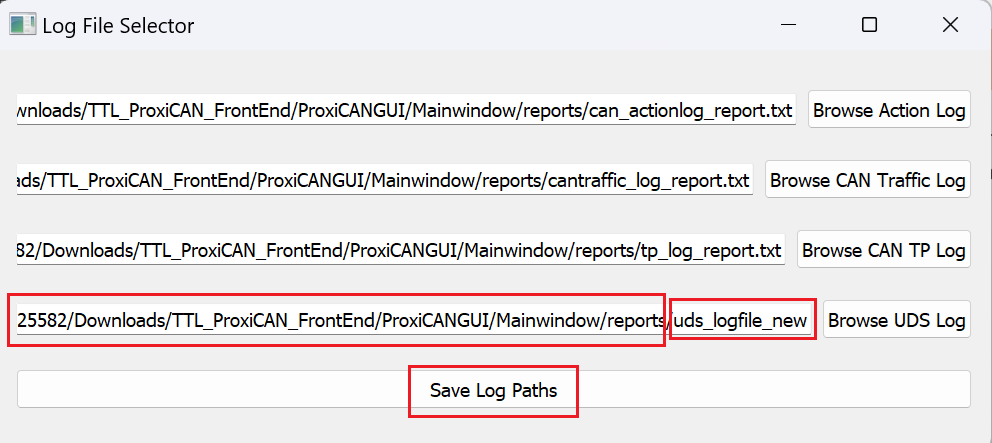 Log File Selector
wnloads/TTL_ProxiCAN_FrontEnd/ProxiCANGUI/Mainwindow/reports/can_actionlog_report.txt Browse Action Log
ads/TTL_ProxiCAN_FrontEnd/ProxiCANGUI/Mainwindow/reports/cantraffic_log_report.txt Browse CAN Traffic Log
82/Downloads/TTL_ProxiCAN_FrontEnd/ProxiCANGUI/Mainwindow/reports/tp_log_report.txt Browse CAN TP Log
25582/Downloads/TTL_ProxiCAN_FrontEnd/ProxiCANGUI/Mainwindow/reports/uds_logfile_new Browse UDS Log
Save Log Paths